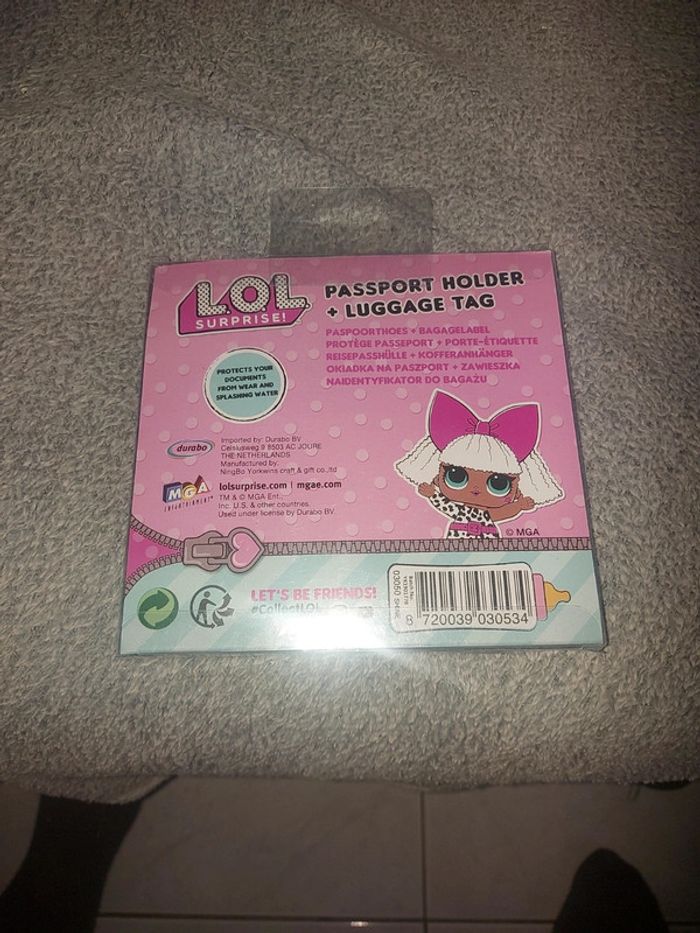 L.O.L.
SURPRISE!
PASSPORT HOLDER
+ LUGGAGE TAG
PASPOORTHOES + BAGAGELABEL
PROTÈGE PASSEPORT + PORTE-ÉTIQUETTE
REISEPASSHÜLLE + KOFFERANHÄNGER
OKŁADKA NA PASZPORT + ZAWIESZKA
NAIDENTYFIKATOR DO BAGAŻU
PROTECTS YOUR
DOCUMENTS
FROM WEAR AND
SPLASHING WATER
durabo
Imported by: Durabo BV
Celsiusweg 9 8503 AC JOURE
THE NETHERLANDS
Manufactured by:
NingBo Yorkwins craft & gift co.,ltd
MGA
ENTERTAINMENT
lolsurprise.com | mgae.com
TM & © MGA Ent.,
Inc. U.S. & other countries.
Used under license by Durabo BV.
© MGA
LET'S BE FRIENDS!
#CollectLOL
03050
8 720039 030534